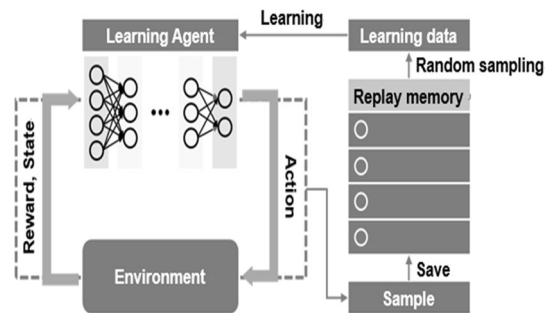 Learning Agent
Learning
Learning data
Random sampling
Replay memory
Reward, State
Action
Environment
Save
Sample